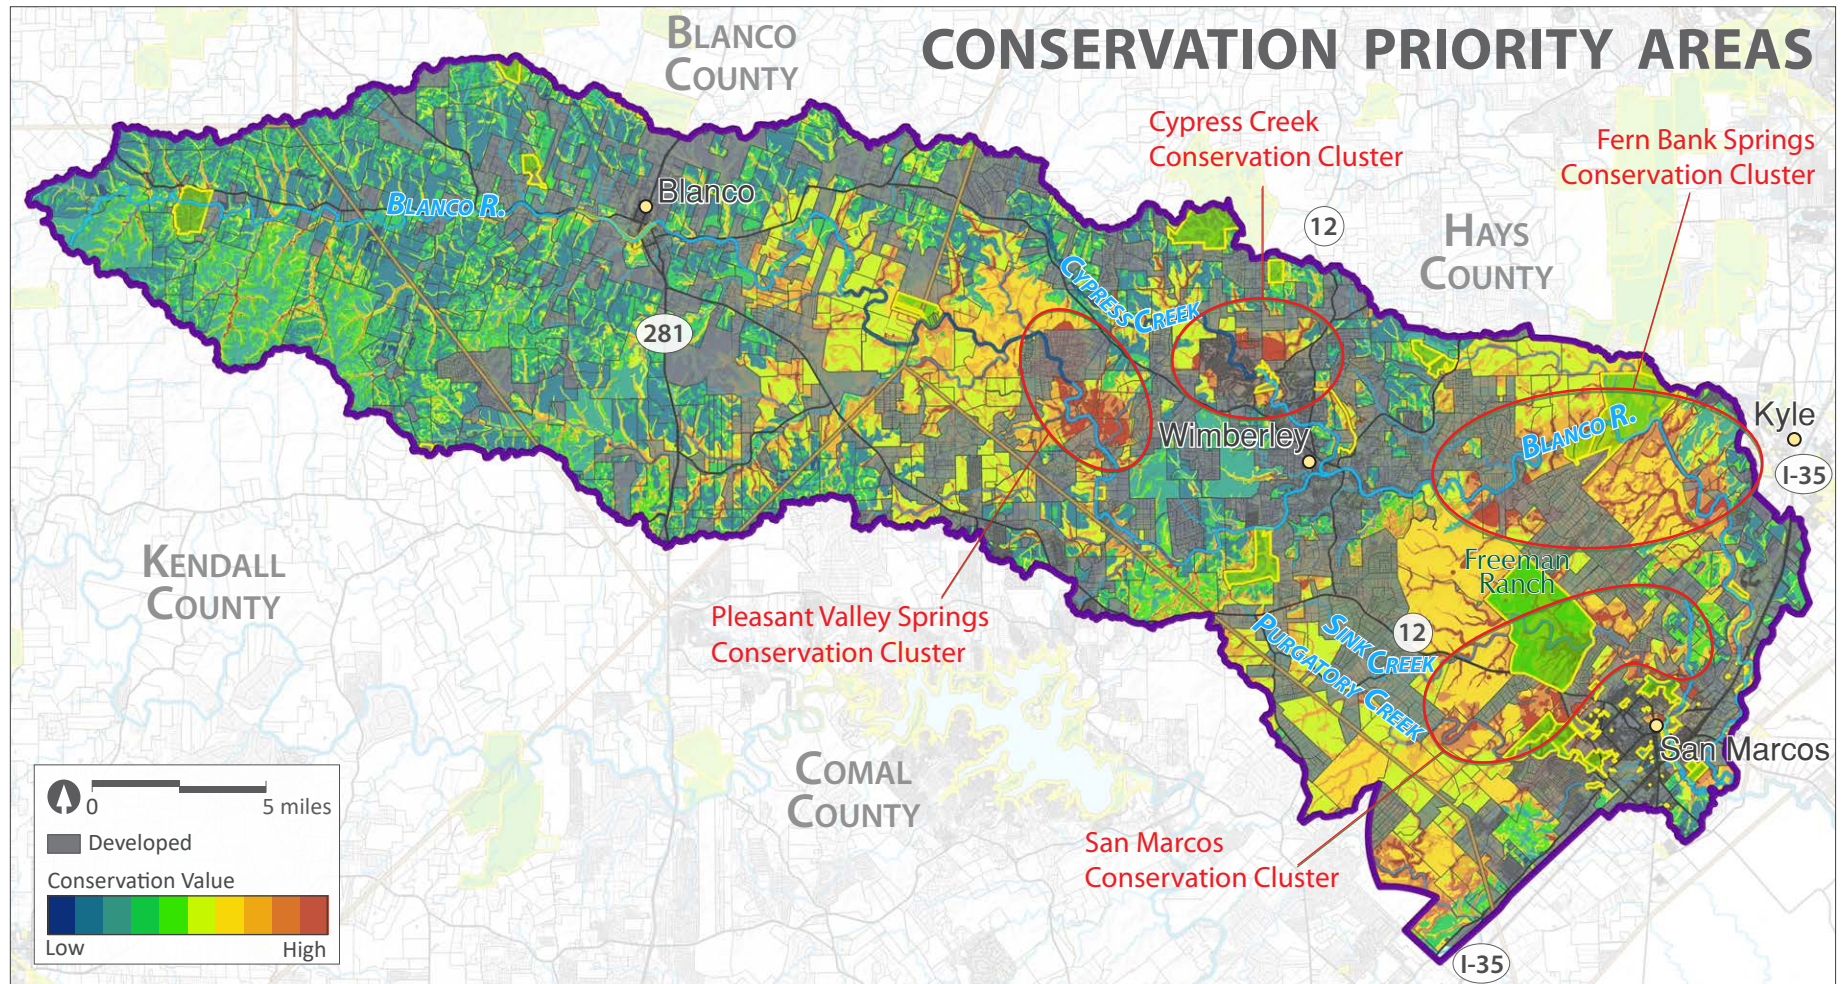 CONSERVATION PRIORITY AREAS
BLANCO
COUNTY
Cypress Creek
Conservation Cluster
Fern Bank Springs
Conservation Cluster
BLANCO R.
Blanco
12
HAYS
COUNTY
CYPRESS CREEK
281
Wimberley
BLANCO R.
Kyle
I-35
KENDALL
COUNTY
Freeman
Ranch
Pleasant Valley Springs
Conservation Cluster
SINK CREEK
12
PURGATORY CREEK
San Marcos
COMAL
COUNTY
San Marcos
Conservation Cluster
I-35
0 5 miles
Developed
Conservation Value
Low High